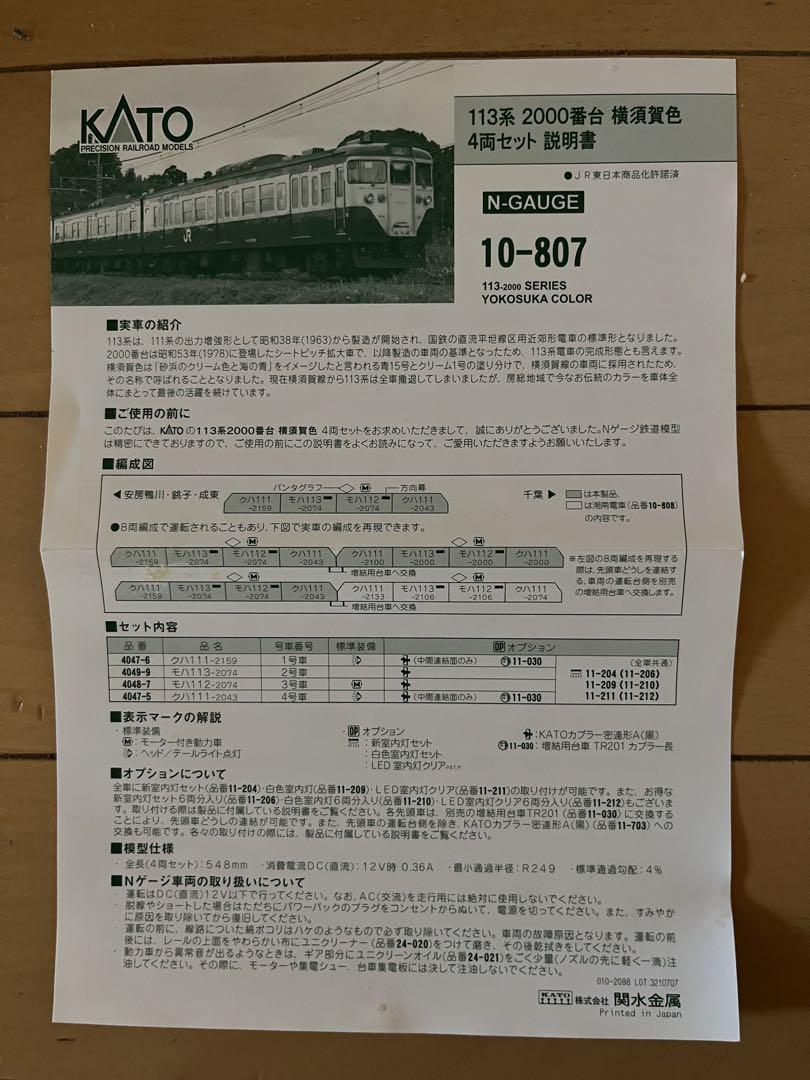 KATO
PRECISION RAILROAD MODELS
113系 2000番台 横須賀色
4両セット 説明書
●JR東日本商品化許諾済
N-GAUGE
10-807
113-2000 SERIES
YOKOSUKA COLOR
JR
■実車の紹介
113系は、111系の出力増強形として昭和38年(1963)から製造が開始され、国鉄の直流平坦線区用近郊形電車の標準形となりました。
2000番台は昭和53年(1978)に登場したシートピッチ拡大車で、以降製造の車両の基準となったため、113系電車の完成形態とも言えます。
横須賀色は「砂浜のクリーム色と海の青」をイメージしたと言われる青15号とクリーム1号の塗り分けで、横須賀線の車両に採用されたため、
その名称で呼ばれることとなりました。現在横須賀線から113系は全車撤退してしまいましたが、房総地域で今なお伝統のカラーを車体全
体にまとって最後の活躍を続けています。
■ご使用の前に
このたびは、KATOの113系2000番台 横須賀色 4両セットをお求めいただきまして、誠にありがとうございました。Nゲージ鉄道模型
は精密にできておりますので、ご使用の前にこの説明書をよくお読みになって、ご愛用いただきますようお願いいたします。
■編成図
◀安房鴨川・銚子・成東
パンタグラフ
M
方向幕
千葉▶
クハ111-2159 モハ113-2074 モハ112-2074 クハ111-2043
は本製品、
は湘南電車(品番10-808)
の内容です。
●8両編成で運転されることもあり、下図で実車の編成を再現できます。
M M
クハ111-2159 モハ113-2074 モハ112-2074 クハ111-2043 クハ111-2100 モハ113-2000 モハ112-2000 クハ111-2000
増結用台車へ交換
M M
クハ111-2159 モハ113-2074 モハ112-2074 クハ111-2043 クハ111-2133 モハ113-2106 モハ112-2106 クハ111-2074
増結用台車へ交換
※左図の8両編成を再現する
際は、先頭車どうしを連結す
る、車両の運転台側を別売
の増結用台車へ交換します。
■セット内容
品番 品名 号車番号 標準装備 OP オプション
4047-6 クハ111-2159 1号車 (中間連結面のみ) 11-030
4049-9 モハ113-2074 2号車
4048-7 モハ112-2074 3号車 M
4047-5 クハ111-2043 4号車 (中間連結面のみ) 11-030
(全車共通)
11-204 (11-206)
11-209 (11-210)
11-211 (11-212)
■表示マークの解説
・標準装備
M:モーター付き動力車
:ヘッド/テールライト点灯
・OP オプション
:新室内灯セット
:白色室内灯セット
:LED室内灯クリアPAT.P.
:KATOカプラー密連形A(黒)
11-030:増結用台車 TR201 カプラー長
■オプションについて
全車に新室内灯セット(品番11-204)・白色室内灯(品番11-209)・LED室内灯クリア(品番11-211)の取り付けが可能です。また、お得な
新室内灯セット6両分入り(品番11-206)・白色室内灯6両分入り(品番11-210)・LED室内灯クリア6両分入り(品番11-212)もございま
す。取り付ける際は製品に付属している説明書をご覧ください。各先頭車は、別売の増結用台車TR201(品番11-030)に交換する
ことにより、先頭車どうしの連結が可能です。また、先頭車の運転台側を除き、KATOカプラー密連形A(黒)(品番11-703)への
交換も可能です。各々の取り付けの際には、製品に付属している説明書をご覧ください。
■模型仕様
・全長(4両セット):548mm ・消費電流DC(直流):12V時 0.36A ・最小通過半径:R249 ・標準通過勾配:4%
■Nゲージ車両の取り扱いについて
・運転はDC(直流)12V以下で行ってください。なお、AC(交流)を走行用には絶対に使用しないでください。
・脱線やショートした場合はただちにパワーパックのプラグをコンセントからぬいて、電源を切ってください。また、すみやか
に原因を取り除いてから復旧してください。
・運転の前に、線路についた綿ボコリはハケのようなもので必ず取り除いてください。車両の故障原因となります。運転の前
後には、レールの上面をやわらかい布にユニクリーナー(品番24-020)をつけて磨き、その後乾拭きをしてください。
・動力車から異常音が出るようなときは、ギア部分にユニクリーンオイル(品番24-021)をごく少量(ノズルの先に軽く一滴)注
油してください。その際に、モーターや集電シュー、台車集電板には決して注油しないでください。
010-2098 LOT:3210707
KATO 株式会社 関水金属
Printed in Japan